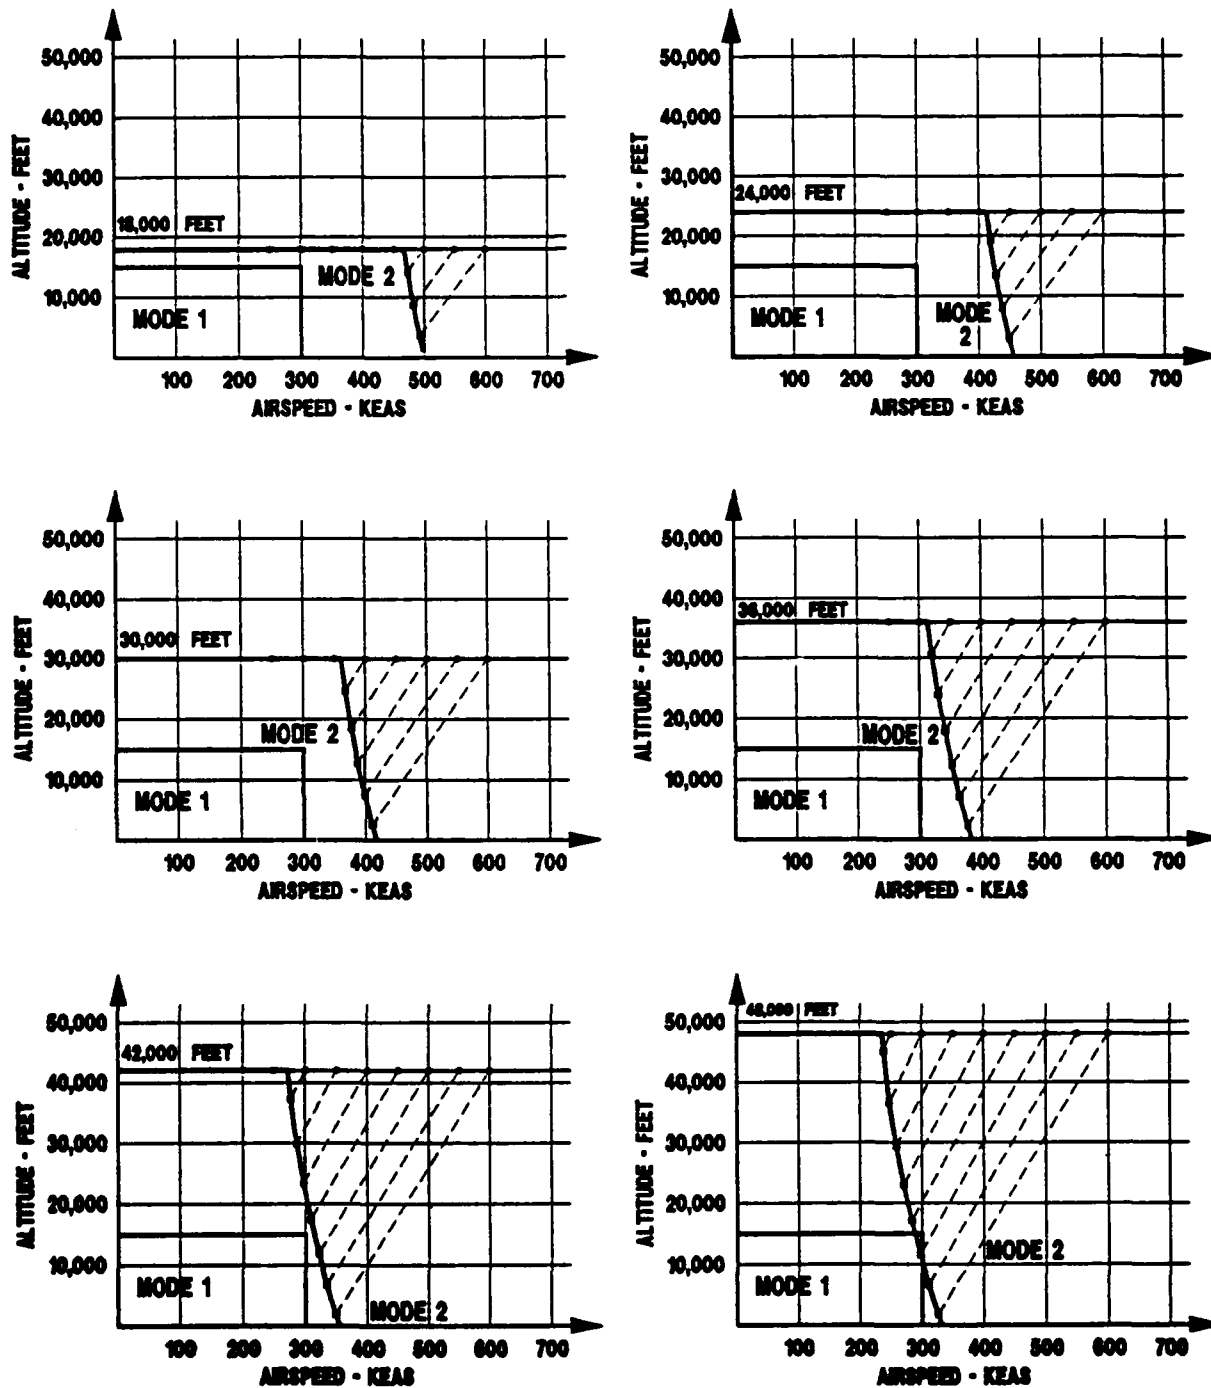 50,000
40,000
30,000
18,000 FEET
20,000
MODE 2
10,000
MODE 1
100 200 300 400 500 600 700
AIRSPEED - KEAS
ALTITUDE - FEET
50,000
40,000
30,000
24,000 FEET
20,000
10,000
MODE 1
MODE
2
100 200 300 400 500 600 700
AIRSPEED - KEAS
ALTITUDE - FEET
50,000
40,000
30,000 FEET
30,000
20,000
MODE 2
10,000
MODE 1
100 200 300 400 500 600 700
AIRSPEED - KEAS
ALTITUDE - FEET
50,000
40,000
36,000 FEET
30,000
20,000
MODE 2
10,000
MODE 1
100 200 300 400 500 600 700
AIRSPEED - KEAS
ALTITUDE - FEET
50,000
42,000 FEET
40,000
30,000
20,000
10,000
MODE 1
MODE 2
100 200 300 400 500 600 700
AIRSPEED - KEAS
ALTITUDE - FEET
48,000 FEET
50,000
40,000
30,000
20,000
MODE 2
10,000
MODE 1
100 200 300 400 500 600 700
AIRSPEED - KEAS
ALTITUDE - FEET